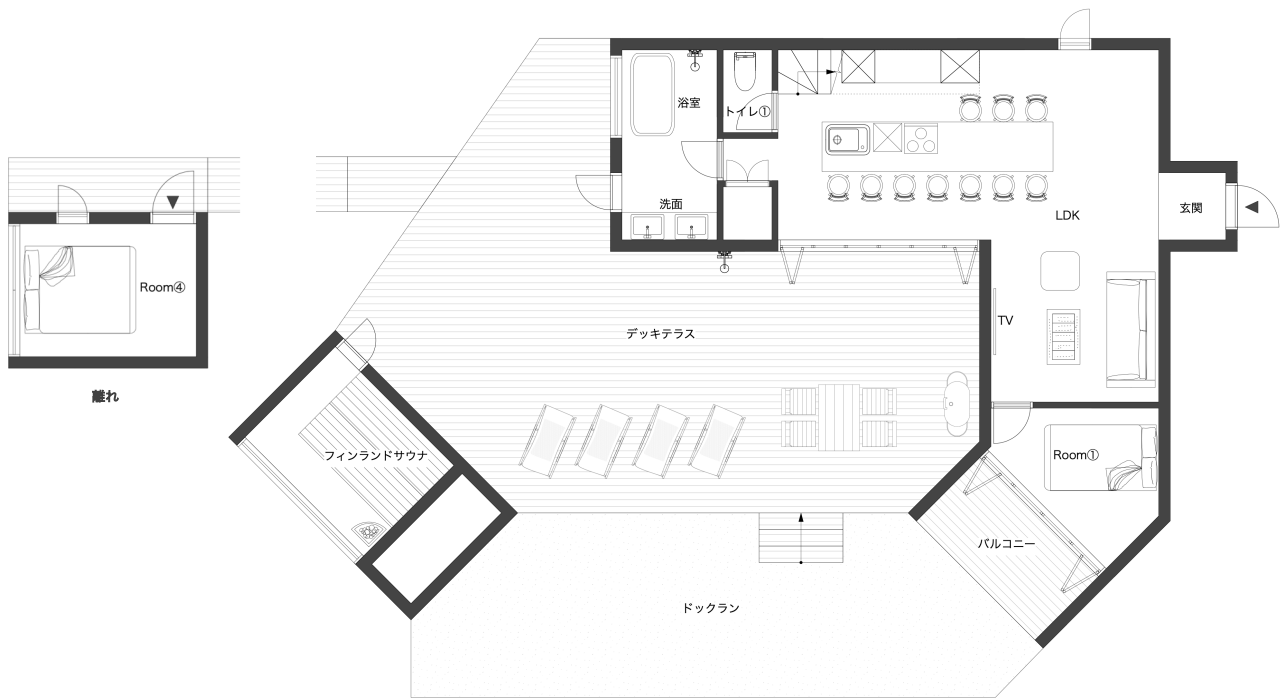 浴室
トイレ①
洗面
LDK
玄関
Room④
TV
デッキテラス
離れ
フィンランドサウナ
Room①
バルコニー
ドックラン